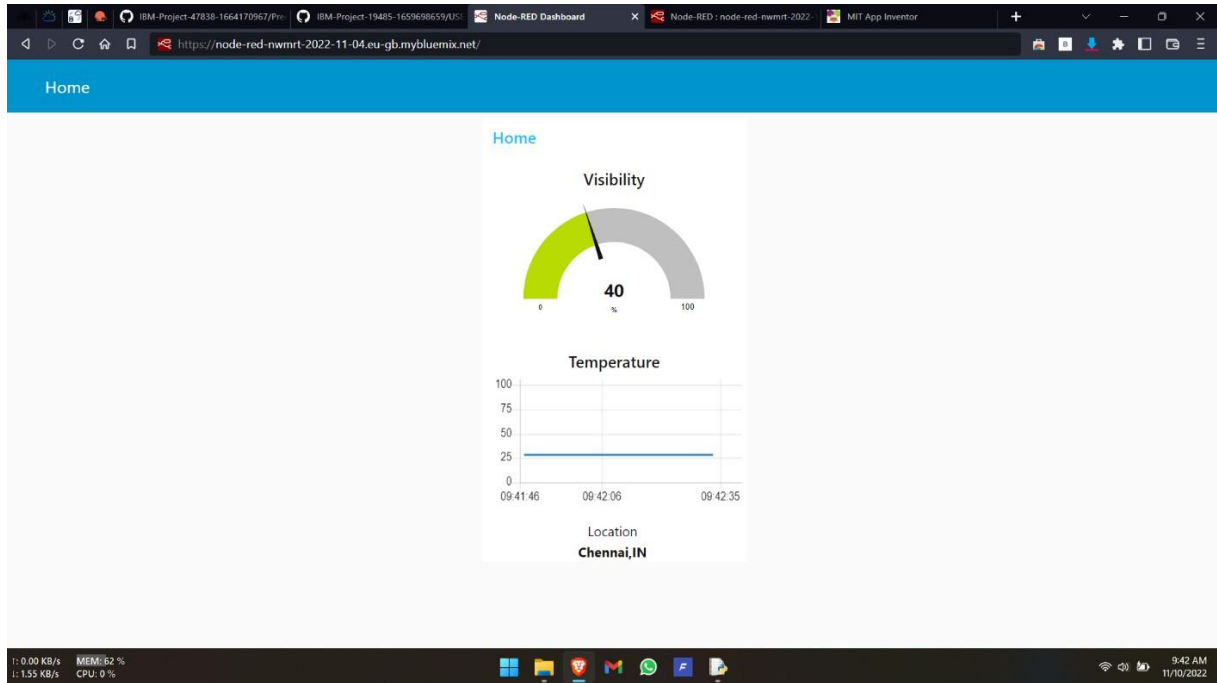 IBM-Project-47838-1664170967/Pre
IBM-Project-19485-1659698659/USE
Node-RED Dashboard
Node-RED : node-red-nwmrt-2022-
MIT App Inventor
https://node-red-nwmrt-2022-11-04.eu-gb.mybluemix.net/
Home
Home
Visibility
40
0
%
100
Temperature
100
75
50
25
0
09:41:46
09:42:06
09:42:35
Location
Chennai,IN
↑: 0.00 KB/s MEM: 62 %
↓: 1.55 KB/s CPU: 0 %
9:42 AM
11/10/2022